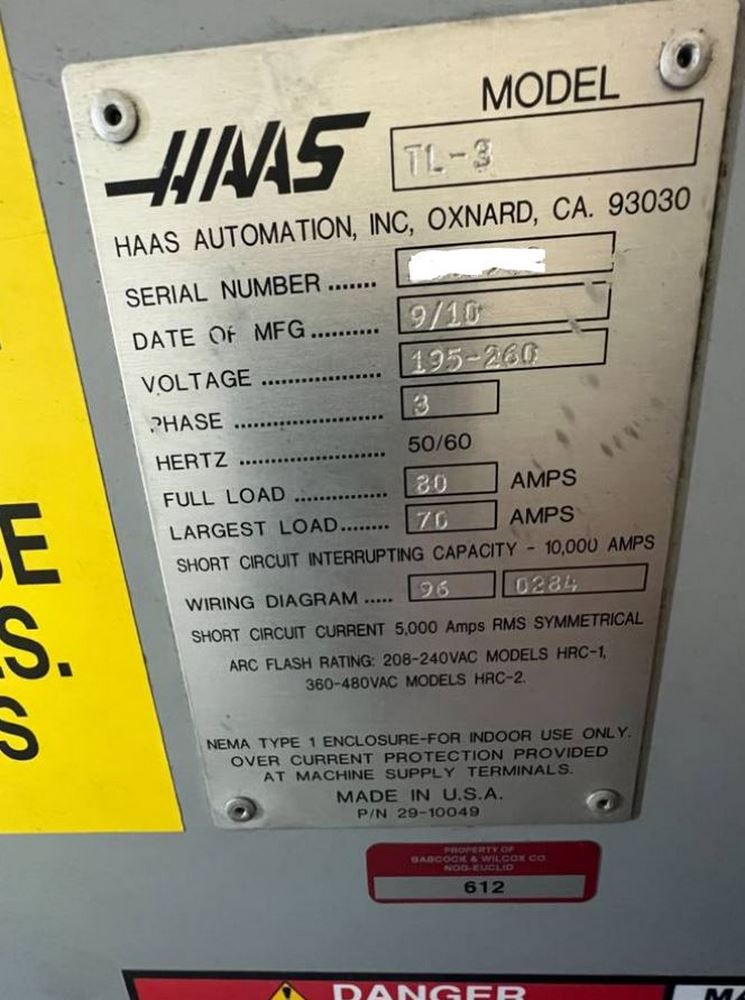 MODEL
HAAS TL-3
HAAS AUTOMATION, INC, OXNARD, CA. 93030
SERIAL NUMBER .......
DATE OF MFG .......... 9/10
VOLTAGE ................. 195-260
PHASE ..................... 3
HERTZ ..................... 50/60
FULL LOAD ............. 80 AMPS
LARGEST LOAD........ 70 AMPS
SHORT CIRCUIT INTERRUPTING CAPACITY - 10,000 AMPS
WIRING DIAGRAM ..... 96 0284
SHORT CIRCUIT CURRENT 5,000 Amps RMS SYMMETRICAL
ARC FLASH RATING: 208-240VAC MODELS HRC-1,
360-480VAC MODELS HRC-2.
NEMA TYPE 1 ENCLOSURE-FOR INDOOR USE ONLY.
OVER CURRENT PROTECTION PROVIDED
AT MACHINE SUPPLY TERMINALS.
MADE IN U.S.A.
P/N 29-10049
PROPERTY OF
BABCOCK & WILCOX CO
NOG-EUCLID
612
DANGER